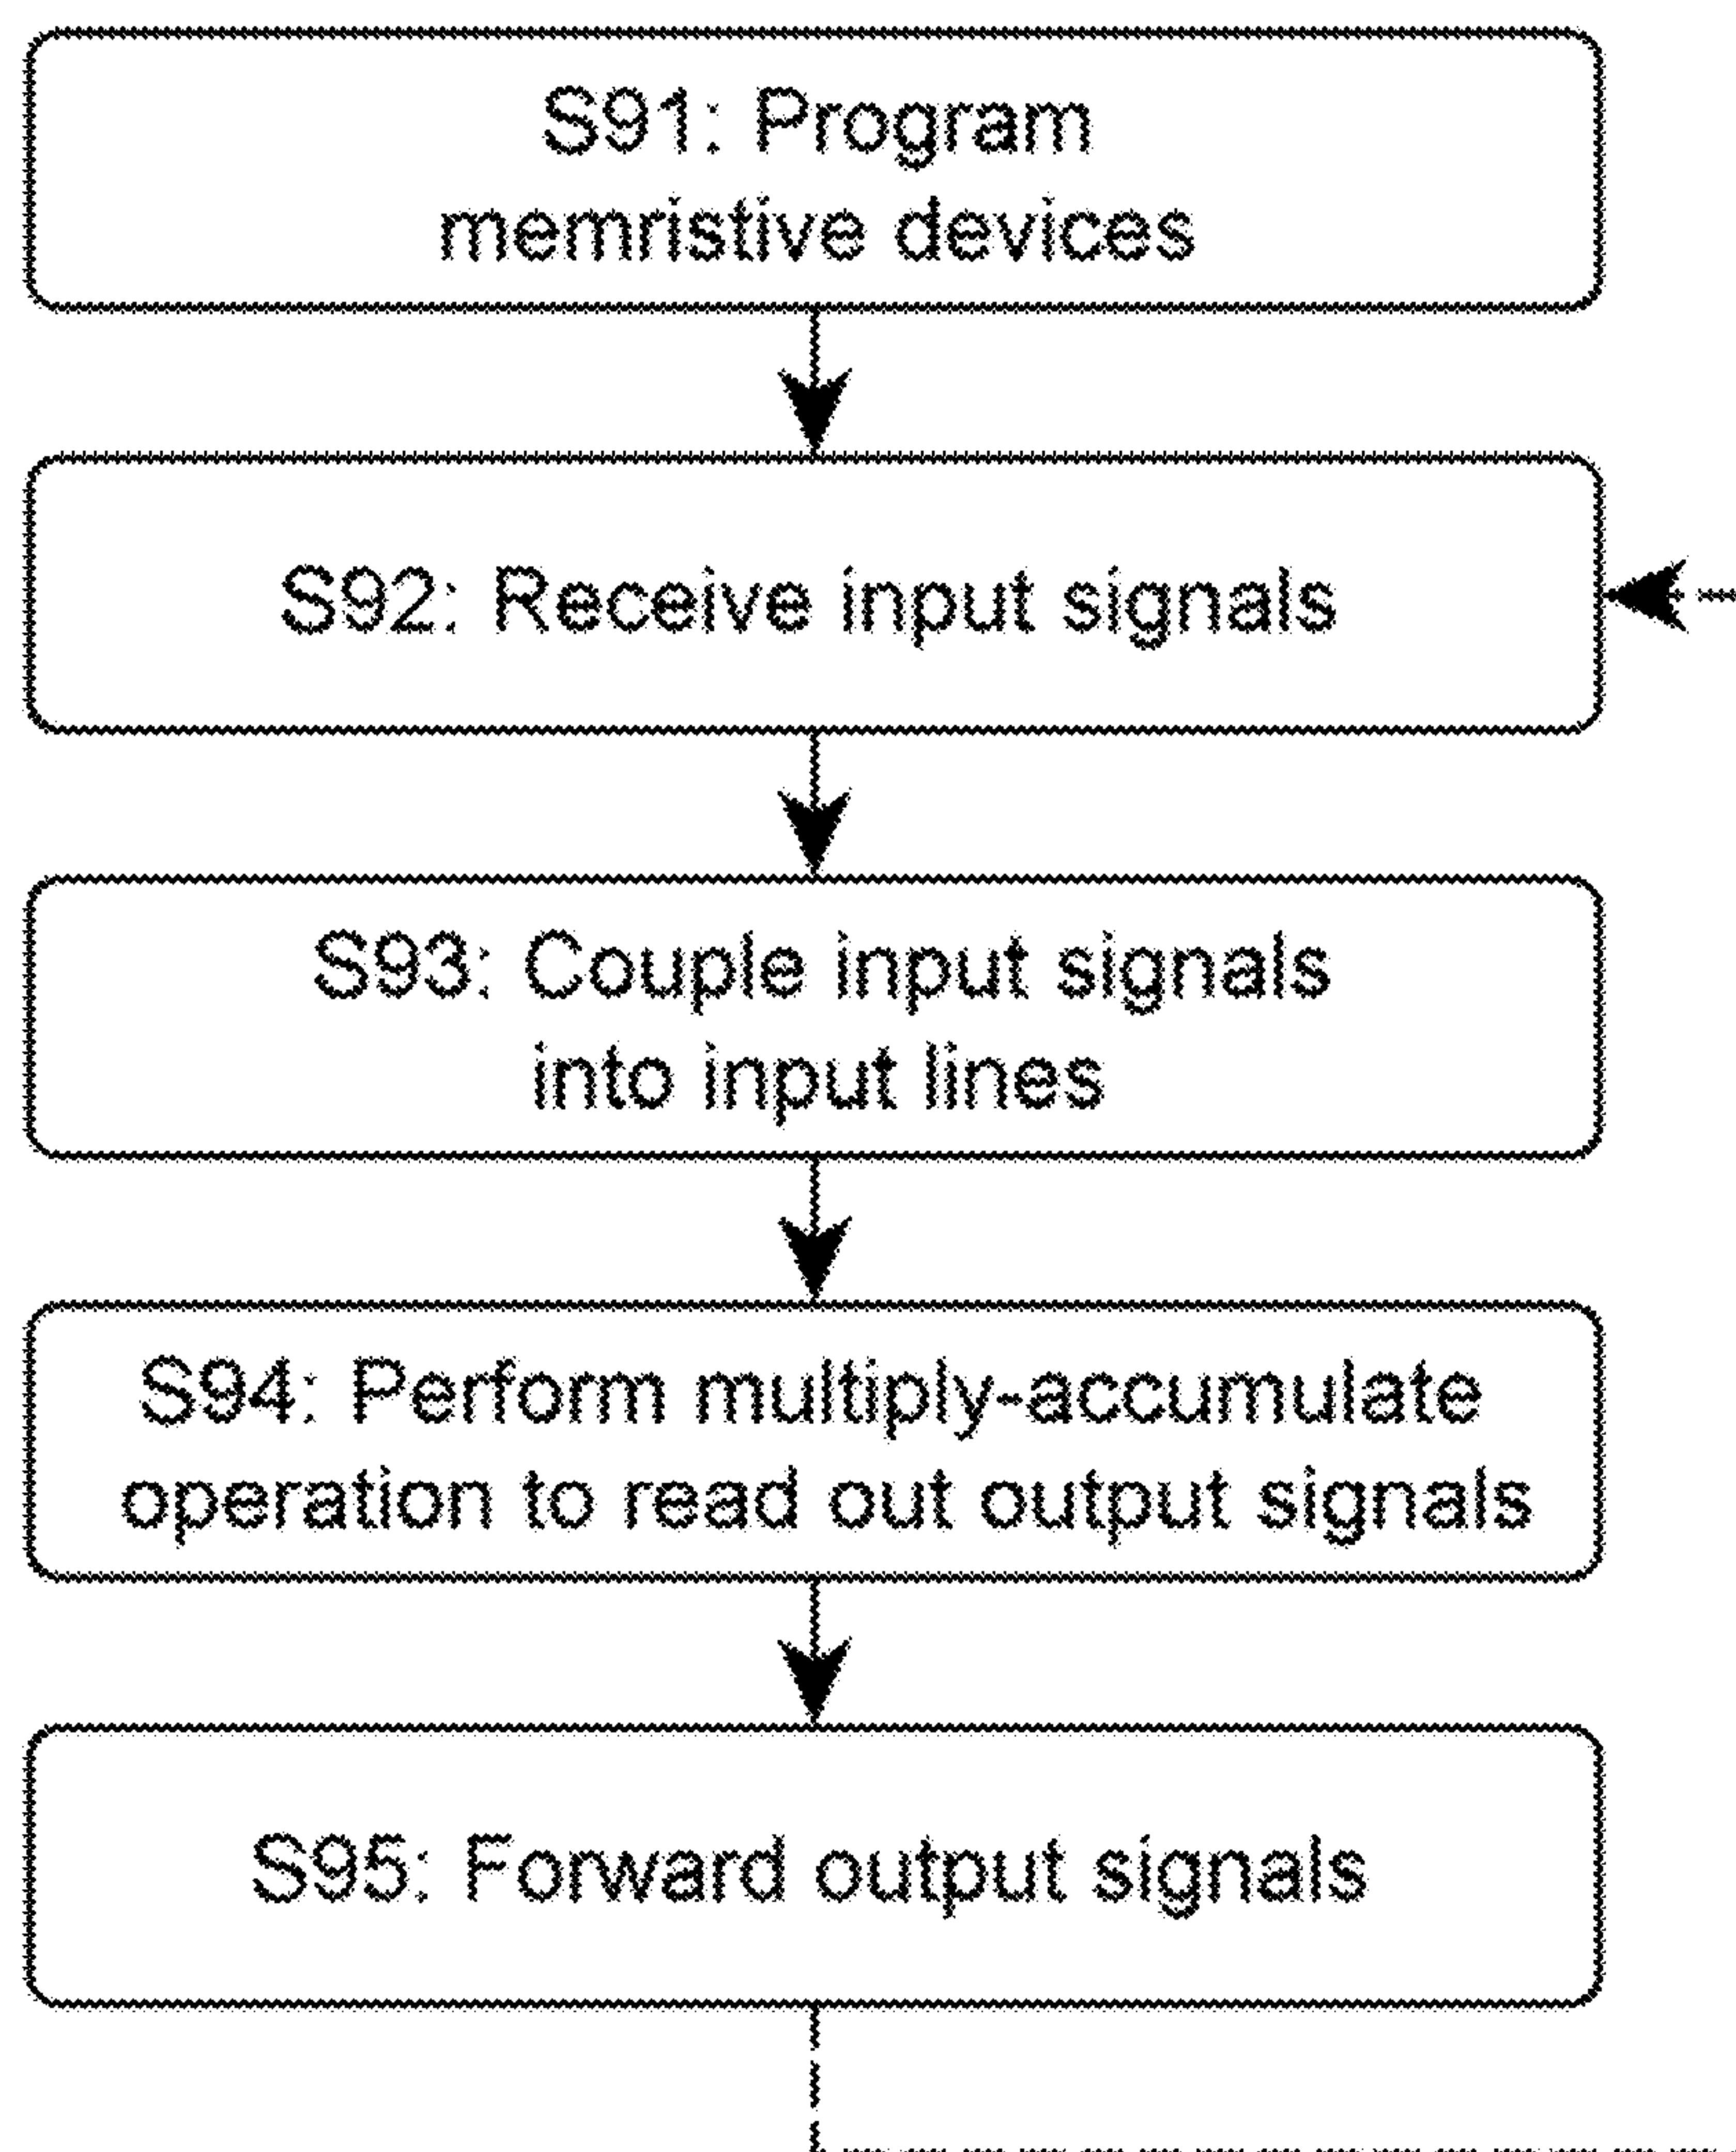 S91: Program
memristive devices
S92: Receive input signals
S93: Couple input signals
into input lines
S94: Perform multiply-accumulate
operation to read out output signals
S95: Forward output signals